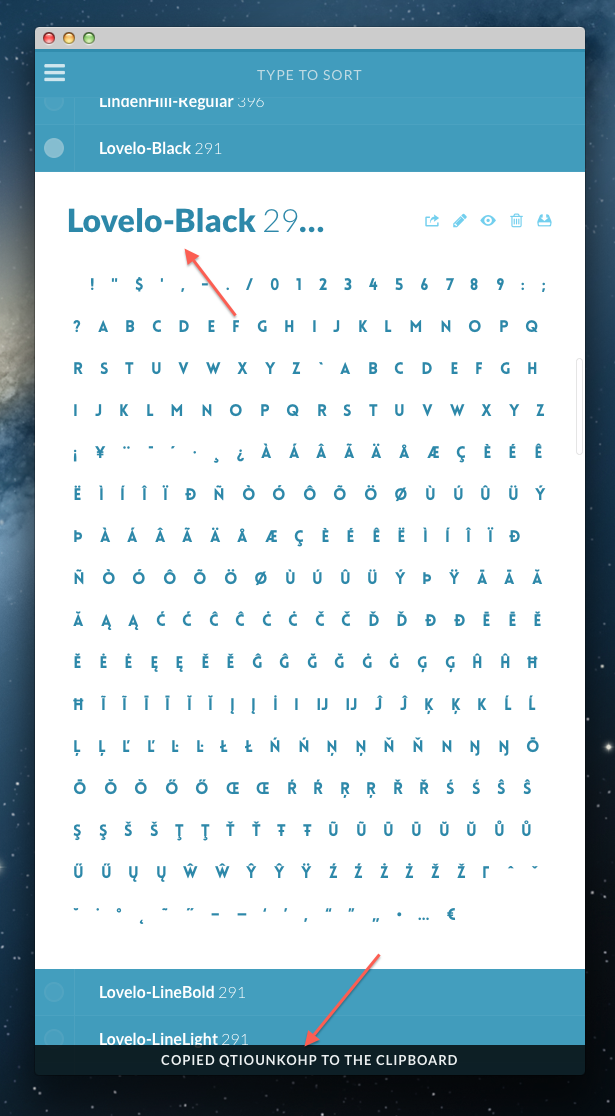 TYPE TO SORT
LindenHill-Regular 396
Lovelo-Black 291
Lovelo-Black 29...
! " $ ' , - . / 0 1 2 3 4 5 6 7 8 9 : ;
? A B C D E F G H I J K L M N O P Q
R S T U V W X Y Z ` A B C D E F G H
I J K L M N O P Q R S T U V W X Y Z
¡ ¥ ¨ ¯ ´ · ¸ ¿ À Á Â Ã Ä Å Æ Ç È É Ê
Ë Ì Í Î Ï Ð Ñ Ò Ó Ô Õ Ö Ø Ù Ú Û Ü Ý
Þ À Á Â Ã Ä Å Æ Ç È É Ê Ë Ì Í Î Ï Ð
Ñ Ò Ó Ô Õ Ö Ø Ù Ú Û Ü Ý Þ Ÿ Ā Ā Ă
Ă Ą Ą Ć Ć Ĉ Ĉ Ċ Ċ Č Č Ď Ď Đ Đ Ē Ē Ĕ
Ĕ Ė Ė Ę Ę Ě Ě Ĝ Ĝ Ğ Ğ Ġ Ġ Ģ Ģ Ĥ Ĥ Ħ
Ħ Ĩ Ĩ Ī Ī Ĭ Ĭ Į Į İ I IJ IJ Ĵ Ĵ Ķ Ķ K Ĺ Ĺ
Ļ Ļ Ľ Ľ Ŀ Ŀ Ł Ł Ń Ń Ņ Ņ Ň Ň N Ŋ Ŋ Ō
Ō Ŏ Ŏ Ő Ő Œ Œ Ŕ Ŕ Ŗ Ŗ Ř Ř Ś Ś Ŝ Ŝ
Ş Ş Š Š Ţ Ţ Ť Ť Ŧ Ŧ Ũ Ũ Ū Ū Ŭ Ŭ Ů Ů
Ű Ű Ų Ų Ŵ Ŵ Ŷ Ŷ Ÿ Ź Ź Ż Ż Ž Ž Γ ˆ ˇ
˘ ˙ ˚ ˛ ˜ ˝ – — ‘ ’ ‚ “ ” „ • … €
Lovelo-LineBold 291
Lovelo-LineLight 291
COPIED QTIOUNKOHP TO THE CLIPBOARD